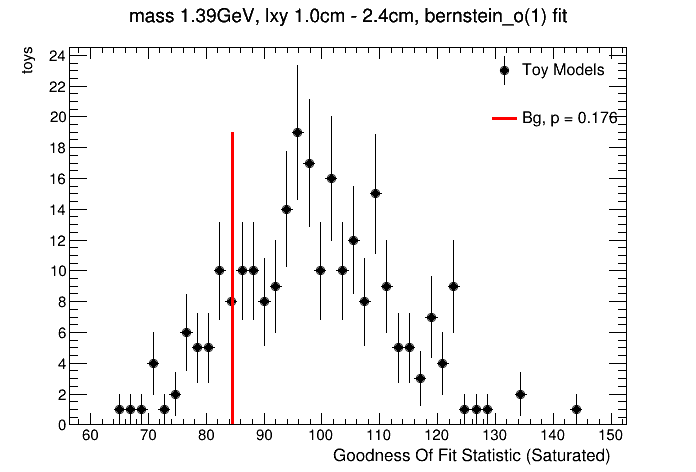 mass 1.39GeV, lxy 1.0cm - 2.4cm, bernstein_o(1) fit
toys
24
22
20
18
16
14
12
10
8
6
4
2
0
Toy Models
Bg, p = 0.176
60 70 80 90 100 110 120 130 140 150
Goodness Of Fit Statistic (Saturated)